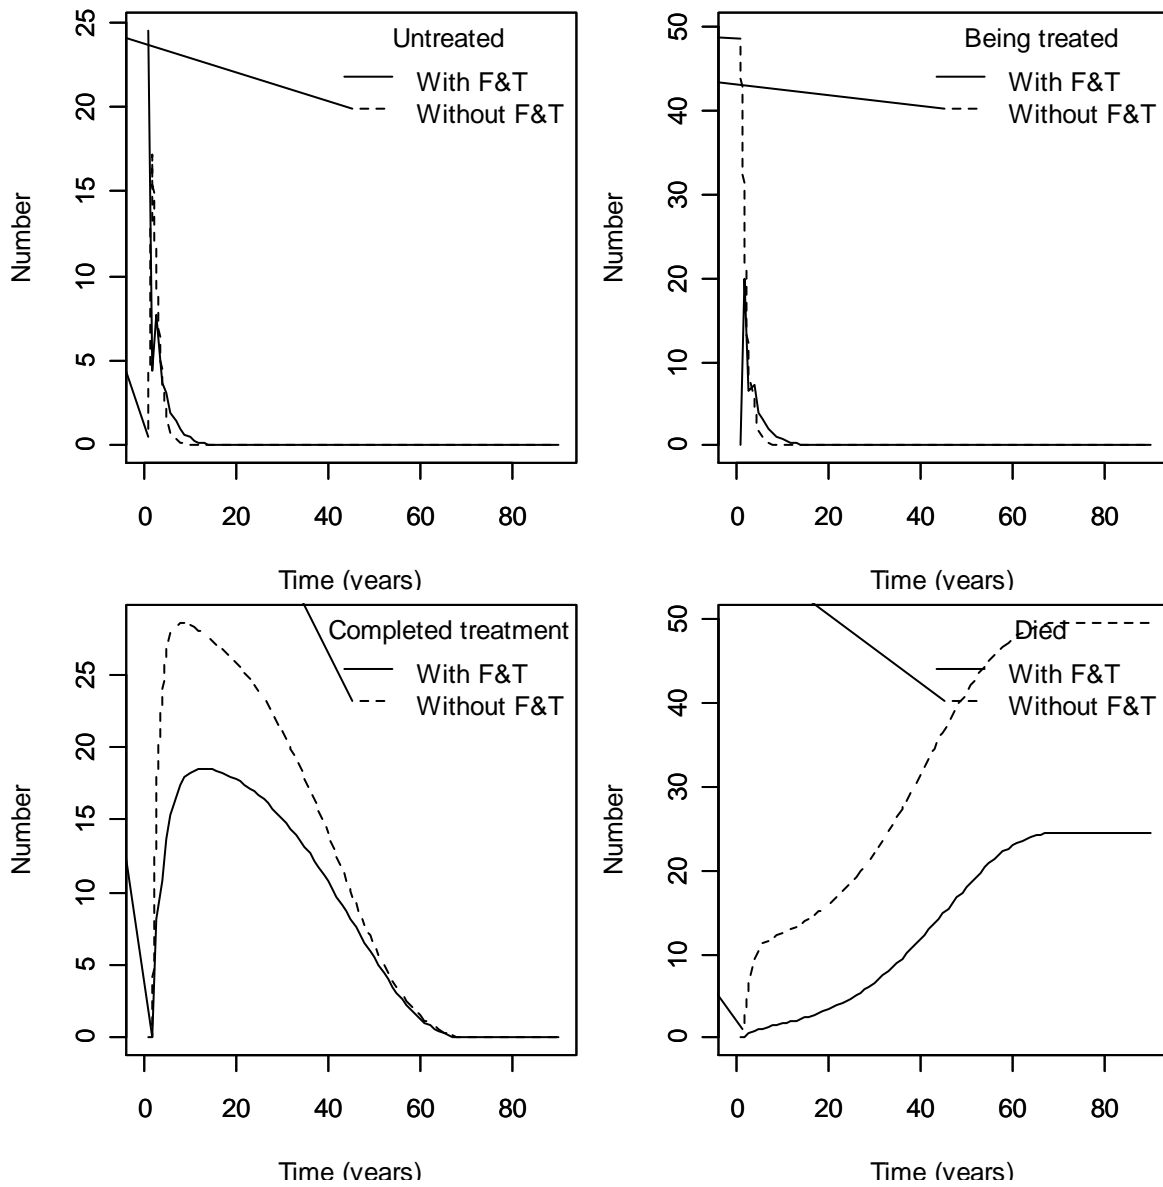 Untreated
With F&T
Without F&T
Number
0
5
10
15
20
25
0
20
40
60
80
Time (years)
Being treated
With F&T
Without F&T
Number
0
10
20
30
40
50
0
20
40
60
80
Time (years)
Completed treatment
With F&T
Without F&T
Number
0
5
10
15
20
25
0
20
40
60
80
Time (years)
Died
With F&T
Without F&T
Number
0
10
20
30
40
50
0
20
40
60
80
Time (years)